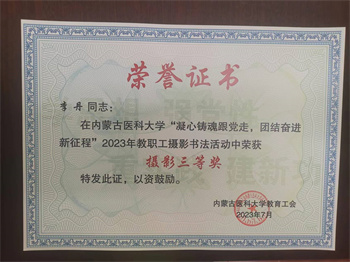 荣誉证书
李丹同志：
在内蒙古医科大学“凝心铸魂跟党走，团结奋进
新征程”2023年教职工摄影书法活动中荣获
摄影三等奖
特发此证，以资鼓励。
内蒙古医科大学教育工会
2023年7月